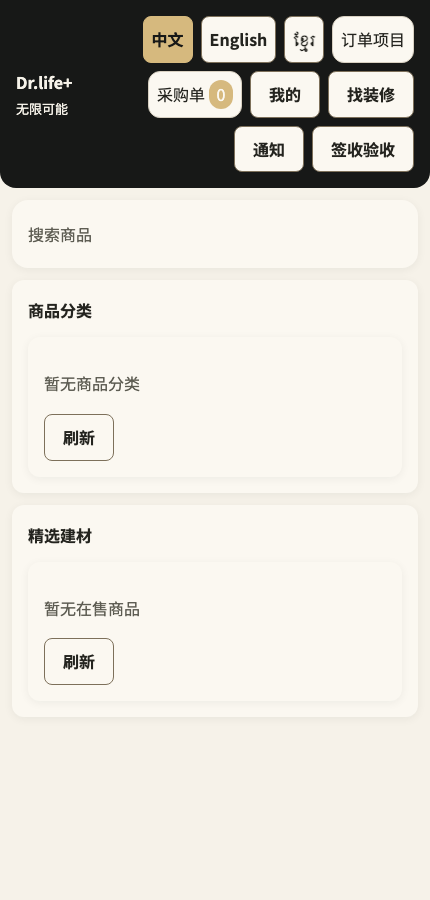 中文 English ខ្មែរ 订单项目
Dr.life+
无限可能
采购单 0 我的 找装修
通知 签收验收
搜索商品
商品分类
暂无商品分类
刷新
精选建材
暂无在售商品
刷新